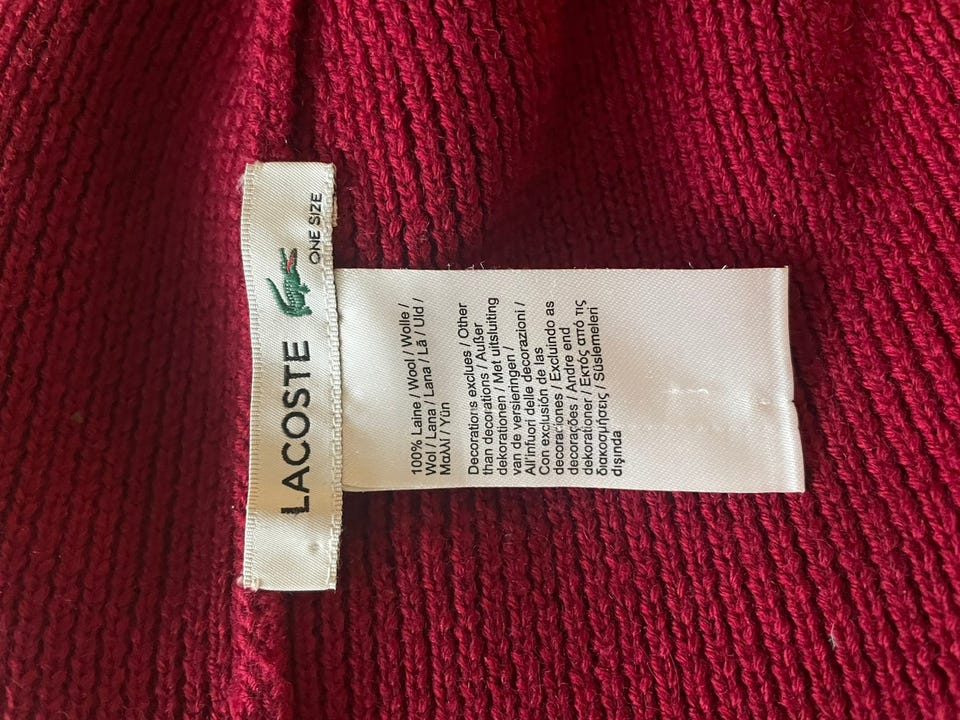 LACOSTE
ONE SIZE
100% Laine / Wool / Wolle /
Wol / Lana / Lana / Lã / Uld /
Μαλλί / Yün
Decorations exclues / Other
than decorations / Außer
dekorationen / Met uitsluiting
van de versieringen /
All'infuori delle decorazioni /
Con exclusión de las
decoraciones / Excluindo as
decorações / Andre end
dekorationer / Εκτός από τις
διακοσμήσεις / Süslemeleri
dişinda